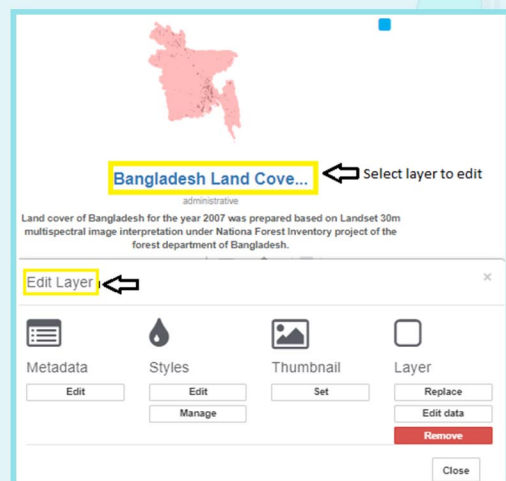 Bangladesh Land Cove...
Select layer to edit
administrative
Land cover of Bangladesh for the year 2007 was prepared based on Landset 30m
multispectral image interpretation under Nationa Forest Inventory project of the
forest department of Bangladesh.
Edit Layer
×
Metadata Styles Thumbnail Layer
Edit Edit Set Replace
Manage Edit data
Remove
Close